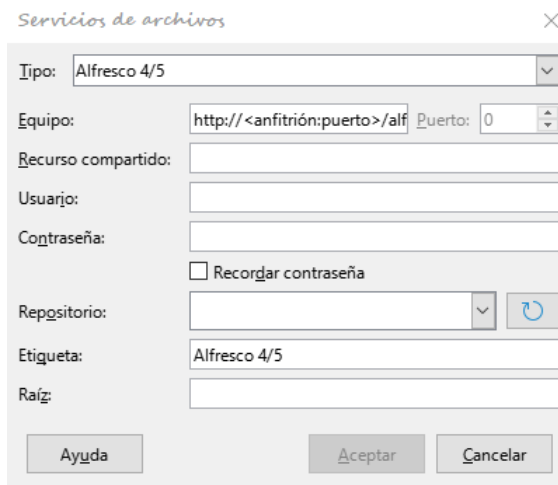 Servicios de archivos
Tipo: Alfresco 4/5
Equipo: http://<anfitrión:puerto>/alf Puerto: 0
Recurso compartido:
Usuario:
Contraseña:
Recordar contraseña
Repositorio:
Etiqueta: Alfresco 4/5
Raíz:
Ayuda Aceptar Cancelar